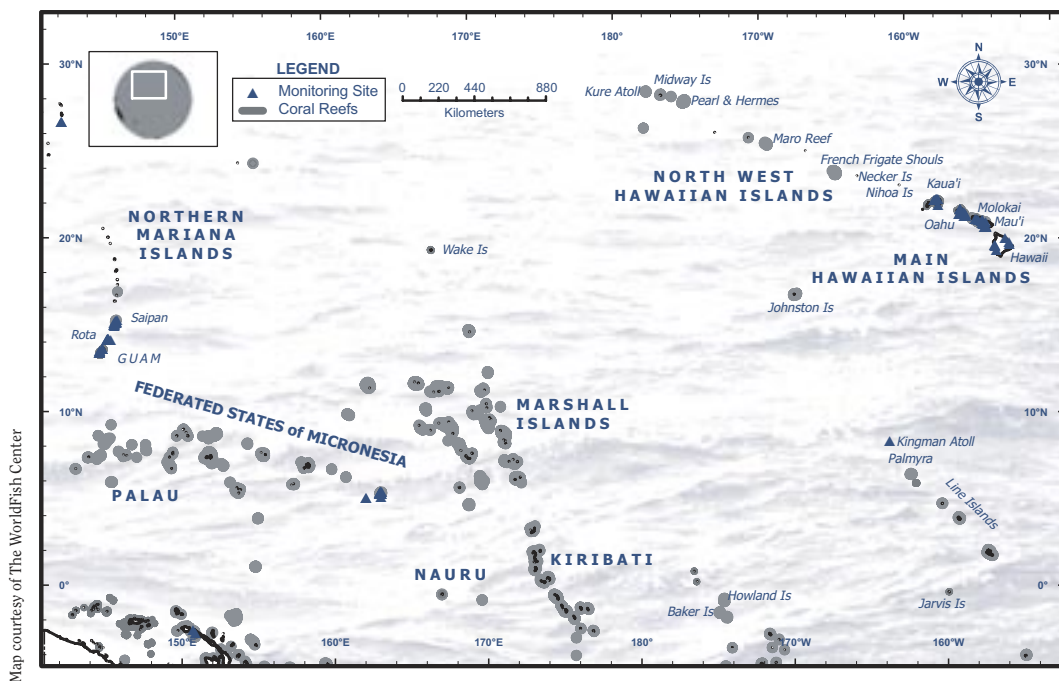 150°E
160°E
170°E
180°
170°W
160°W
30°N
30°N
LEGEND
Monitoring Site
Coral Reefs
0 220 440 880
Kilometers
N
W E
S
Kure Atoll
Midway Is
Pearl & Hermes
Maro Reef
French Frigate Shouls
Necker Is
Nihoa Is
Kaua'i
Molokai
Oahu
Mau'i
Hawaii
NORTH WEST
HAWAIIAN ISLANDS
MAIN
HAWAIIAN ISLANDS
NORTHERN
MARIANA
ISLANDS
20°N
20°N
Wake Is
Johnston Is
Saipan
Rota
GUAM
FEDERATED STATES of MICRONESIA
MARSHALL
ISLANDS
10°N
10°N
Kingman Atoll
Palmyra
Line Islands
PALAU
KIRIBATI
NAURU
0°
0°
Howland Is
Baker Is
Jarvis Is
150°E
160°E
170°E
180°
170°W
160°W
Map courtesy of The WorldFish Center